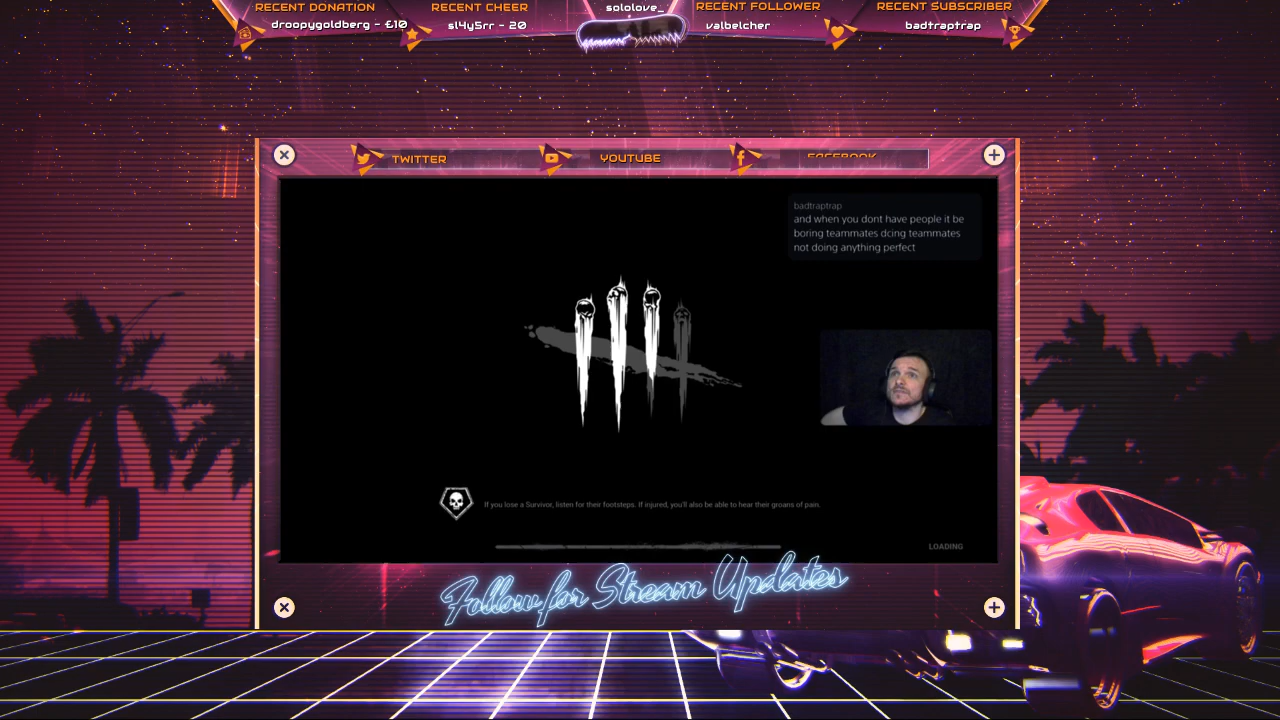 RECENT DONATION
droopygoldberg - £10
RECENT CHEER
sl4y5rr - 20
sololove_
RECENT FOLLOWER
valbelcher
RECENT SUBSCRIBER
badtraptrap
TWITTER
YOUTUBE
FACEBOOK
badtraptrap
and when you dont have people it be
boring teammates dcing teammates
not doing anything perfect
If you lose a Survivor, listen for their footsteps. If injured, you'll also be able to hear their groans of pain.
LOADING
Follow for Stream Updates